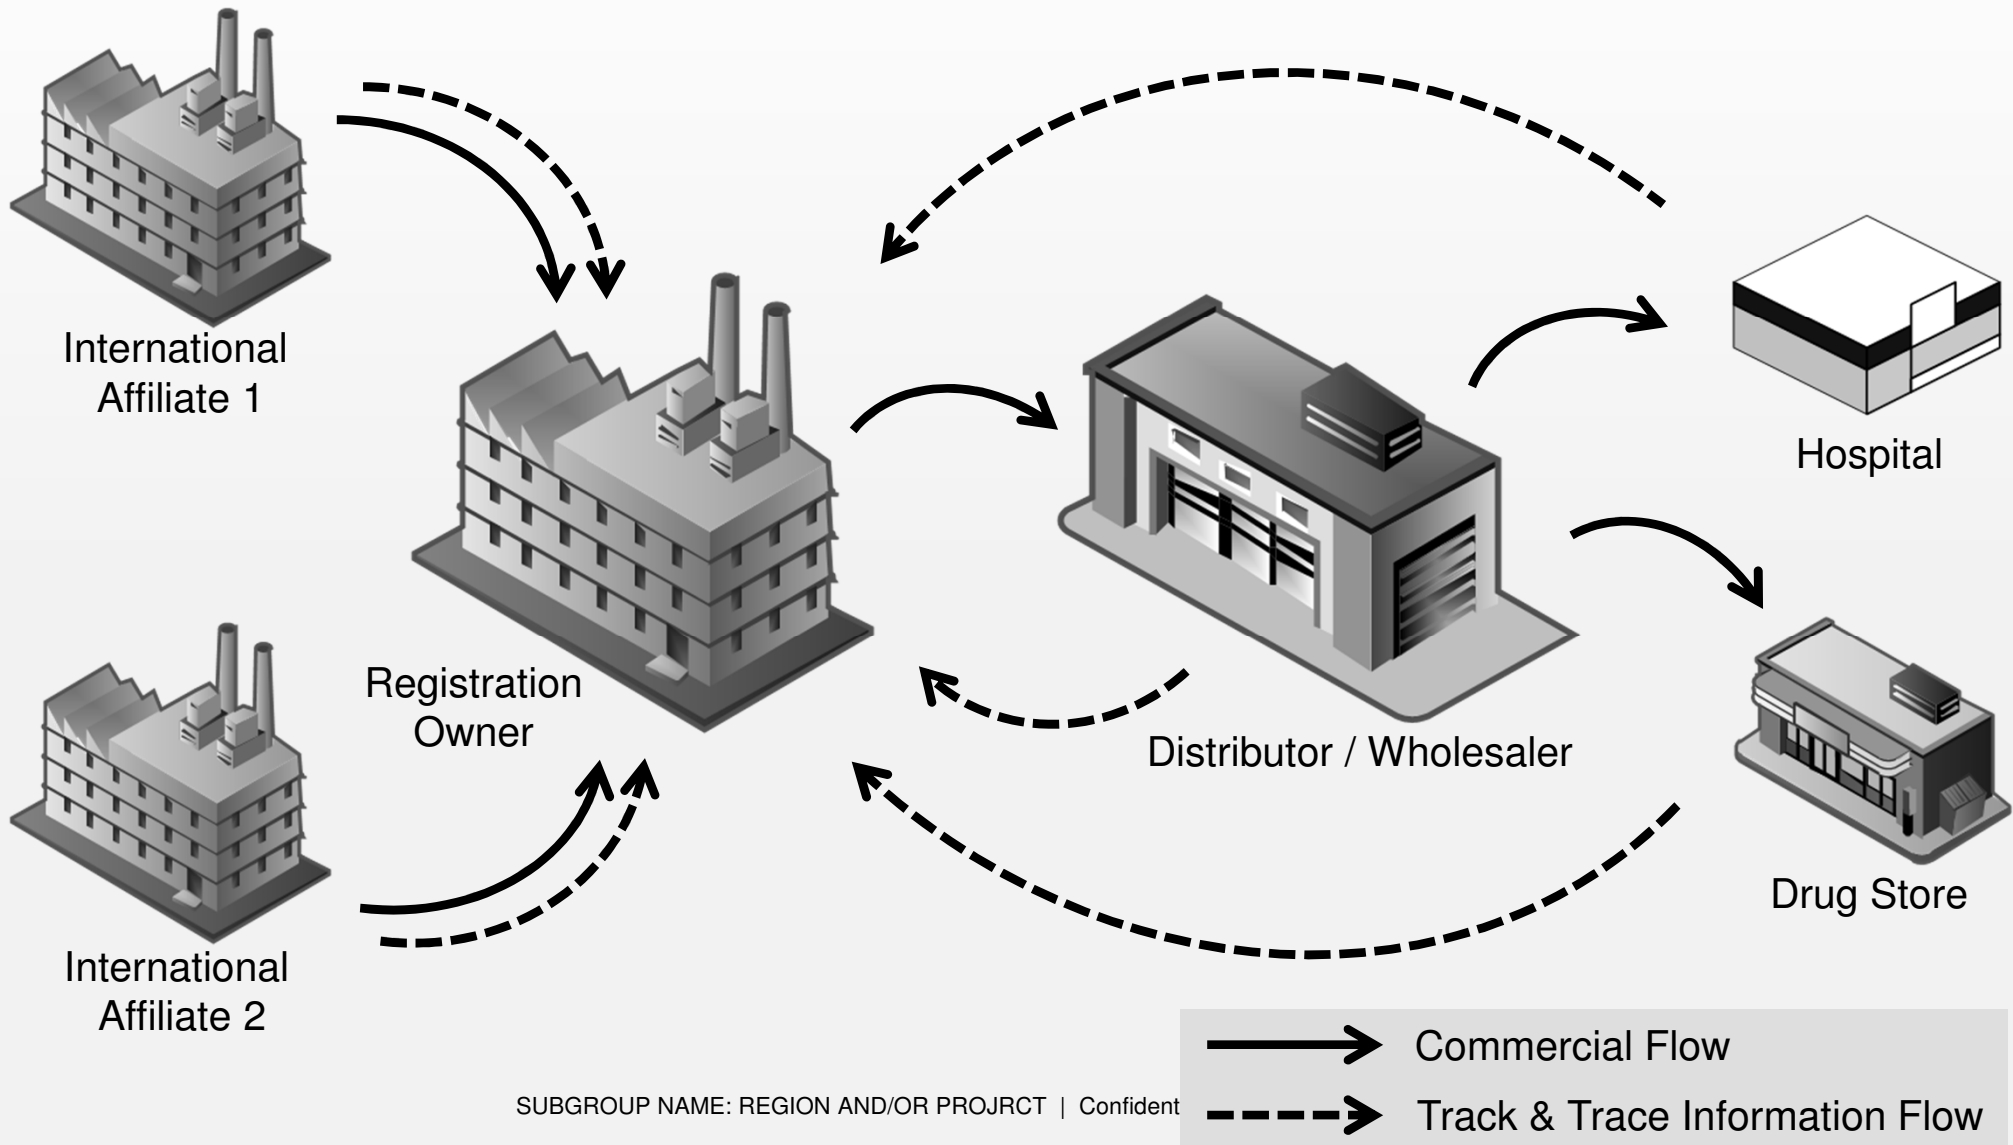 International
Affiliate 1
Hospital
Registration
Owner
Distributor / Wholesaler
Drug Store
International
Affiliate 2
Commercial Flow
SUBGROUP NAME: REGION AND/OR PROJRCT | Confident
Track & Trace Information Flow